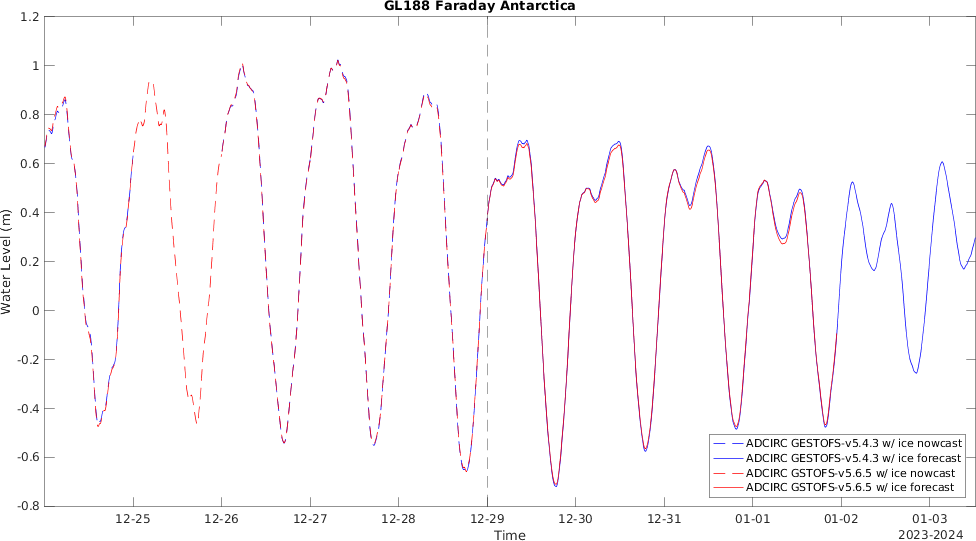 GL188 Faraday Antarctica
1.2
1
0.8
0.6
0.4
0.2
0
-0.2
-0.4
-0.6
-0.8
Water Level (m)
ADCIRC GESTOFS-v5.4.3 w/ ice nowcast
ADCIRC GESTOFS-v5.4.3 w/ ice forecast
ADCIRC GSTOFS-v5.6.5 w/ ice nowcast
ADCIRC GSTOFS-v5.6.5 w/ ice forecast
12-25 12-26 12-27 12-28 12-29 12-30 12-31 01-01 01-02 01-03
Time
2023-2024